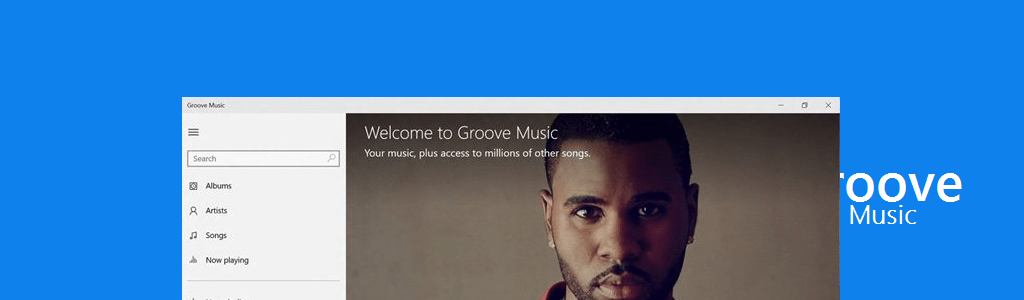 Groove Music
Welcome to Groove Music
Your music, plus access to millions of other songs.
Search
Albums
Artists
Songs
Now playing
roove
Music